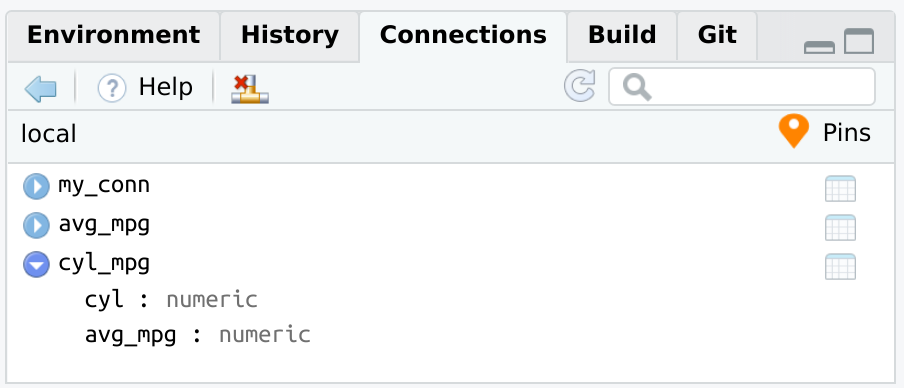 Environment History Connections Build Git
? Help
local Pins
my_conn
avg_mpg
cyl_mpg
cyl : numeric
avg_mpg : numeric